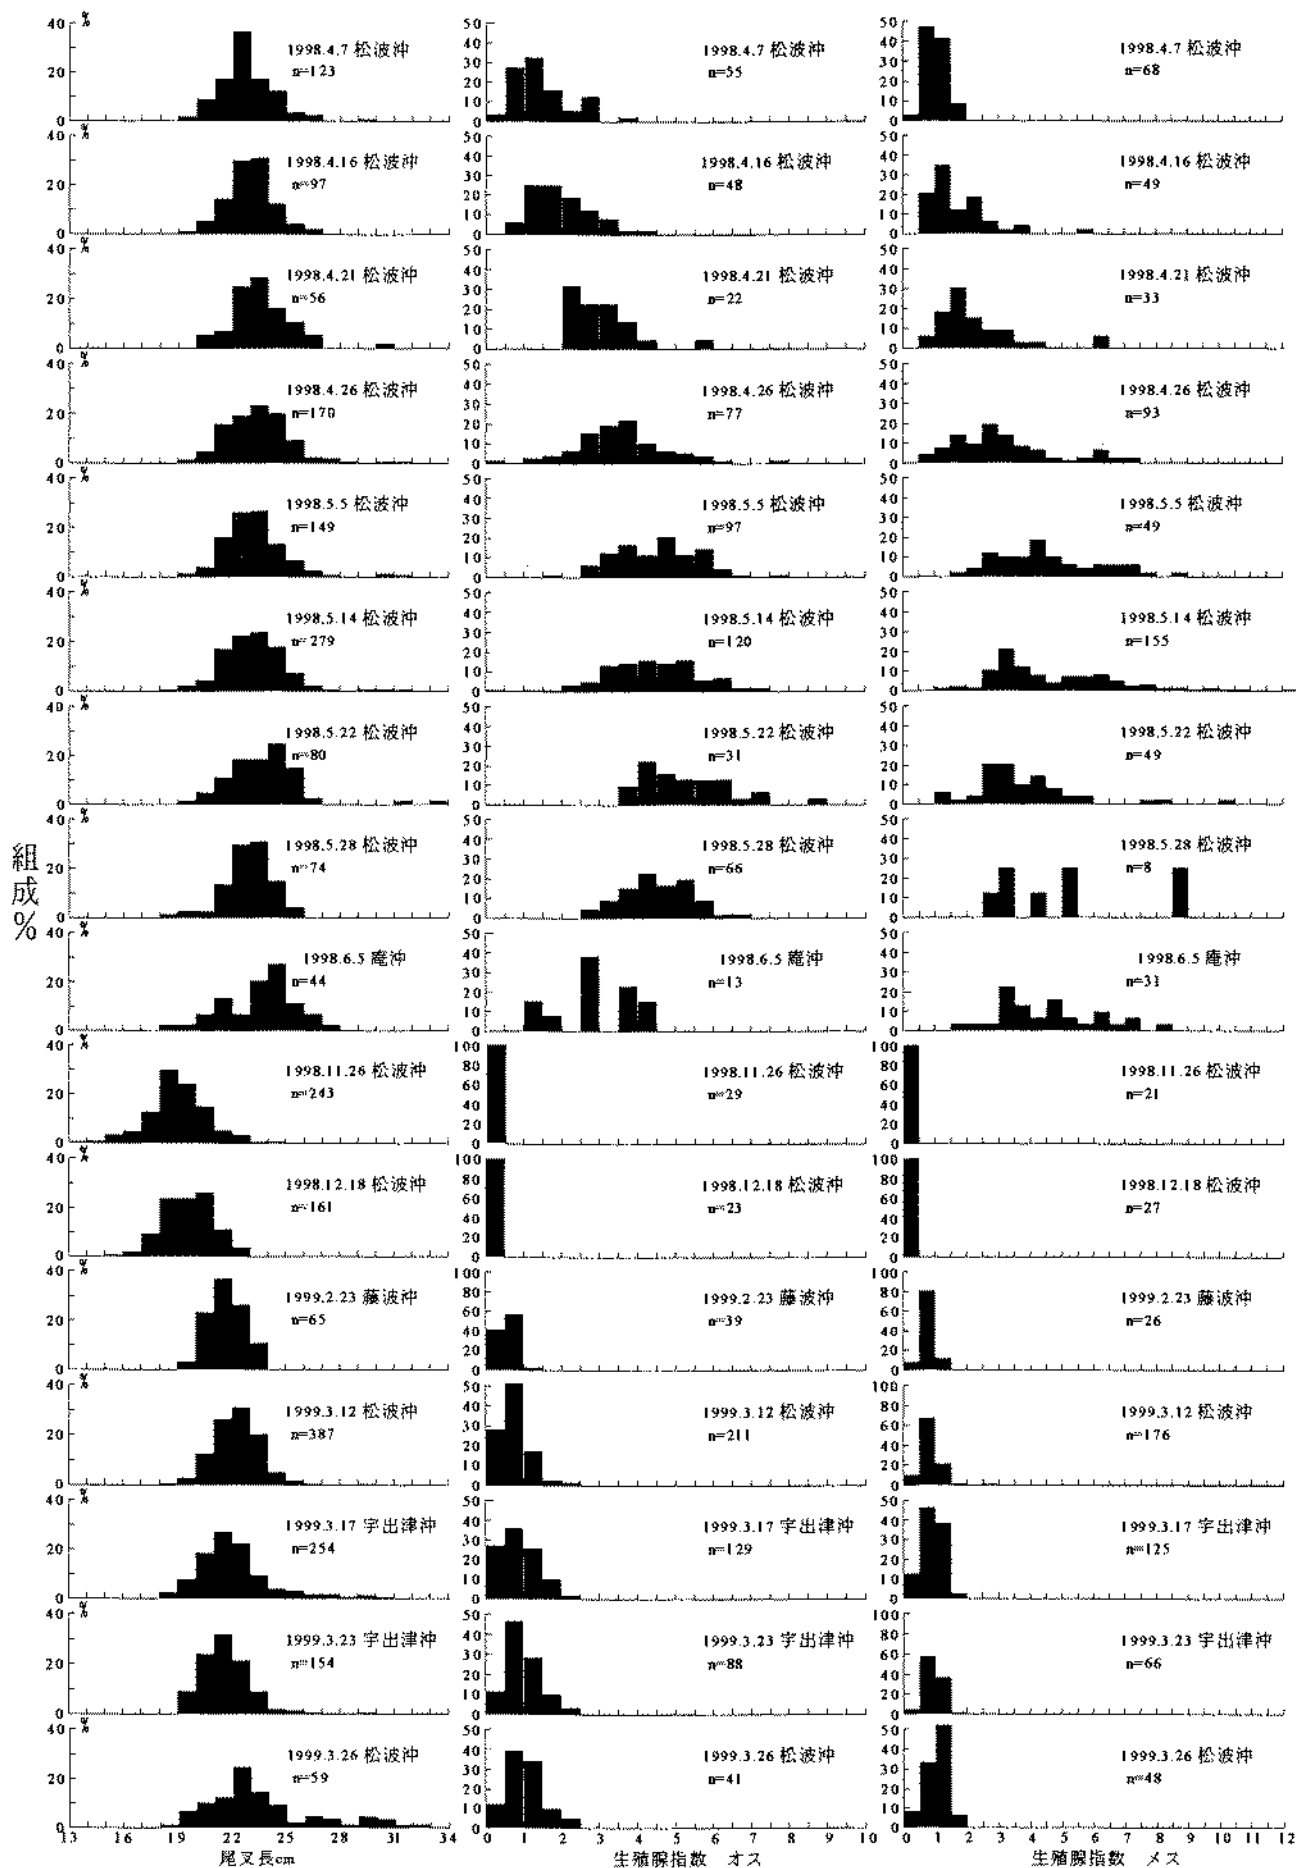 組成%
% 1998.4.7 松波沖 n=123
1998.4.7 松波沖 n=55
1998.4.7 松波沖 n=68
% 1998.4.16 松波沖 n=97
1998.4.16 松波沖 n=48
1998.4.16 松波沖 n=49
% 1998.4.21 松波沖 n=56
1998.4.21 松波沖 n=22
1998.4.21 松波沖 n=33
% 1998.4.26 松波沖 n=170
1998.4.26 松波沖 n=77
1998.4.26 松波沖 n=93
% 1998.5.5 松波沖 n=149
1998.5.5 松波沖 n=97
1998.5.5 松波沖 n=49
% 1998.5.14 松波沖 n=279
1998.5.14 松波沖 n=120
1998.5.14 松波沖 n=155
% 1998.5.22 松波沖 n=80
1998.5.22 松波沖 n=31
1998.5.22 松波沖 n=49
% 1998.5.28 松波沖 n=74
1998.5.28 松波沖 n=66
1998.5.28 松波沖 n=8
% 1998.6.5 庵沖 n=44
1998.6.5 庵沖 n=13
1998.6.5 庵沖 n=31
% 1998.11.26 松波沖 n=243
1998.11.26 松波沖 n=29
1998.11.26 松波沖 n=21
% 1998.12.18 松波沖 n=161
1998.12.18 松波沖 n=23
1998.12.18 松波沖 n=27
% 1999.2.23 藤波沖 n=65
1999.2.23 藤波沖 n=39
1999.2.23 藤波沖 n=26
% 1999.3.12 松波沖 n=387
1999.3.12 松波沖 n=211
1999.3.12 松波沖 n=176
% 1999.3.17 宇出津沖 n=254
1999.3.17 宇出津沖 n=129
1999.3.17 宇出津沖 n=125
% 1999.3.23 宇出津沖 n=154
1999.3.23 宇出津沖 n=88
1999.3.23 宇出津沖 n=66
% 1999.3.26 松波沖 n=59
1999.3.26 松波沖 n=41
1999.3.26 松波沖 n=48
13 16 19 22 25 28 31 34
0 1 2 3 4 5 6 7 8 9 10
0 1 2 3 4 5 6 7 8 9 10 11 12
尾叉長cm
生殖腺指数 オス
生殖腺指数 メス